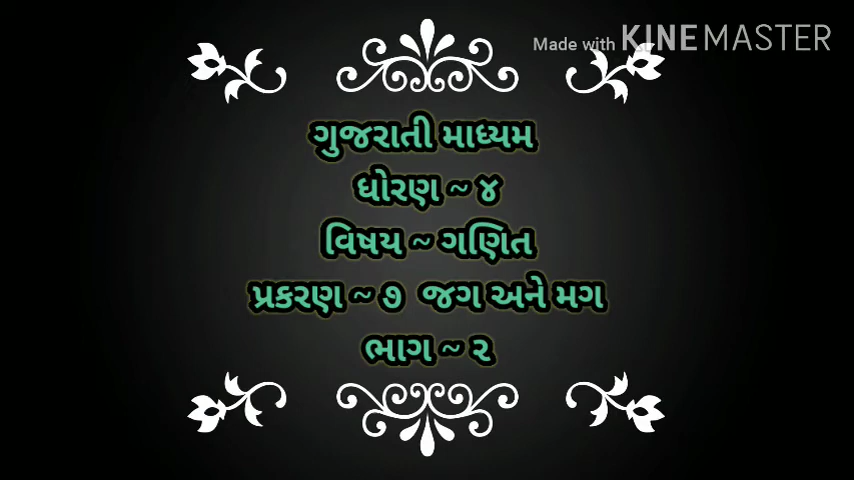 Made with KINEMASTER
ગુજરાતી માધ્યમ
ધોરણ ~ ૪
વિષય ~ ગણિત
પ્રકરણ ~ ૭ જગ અને મગ
ભાગ ~ ૨